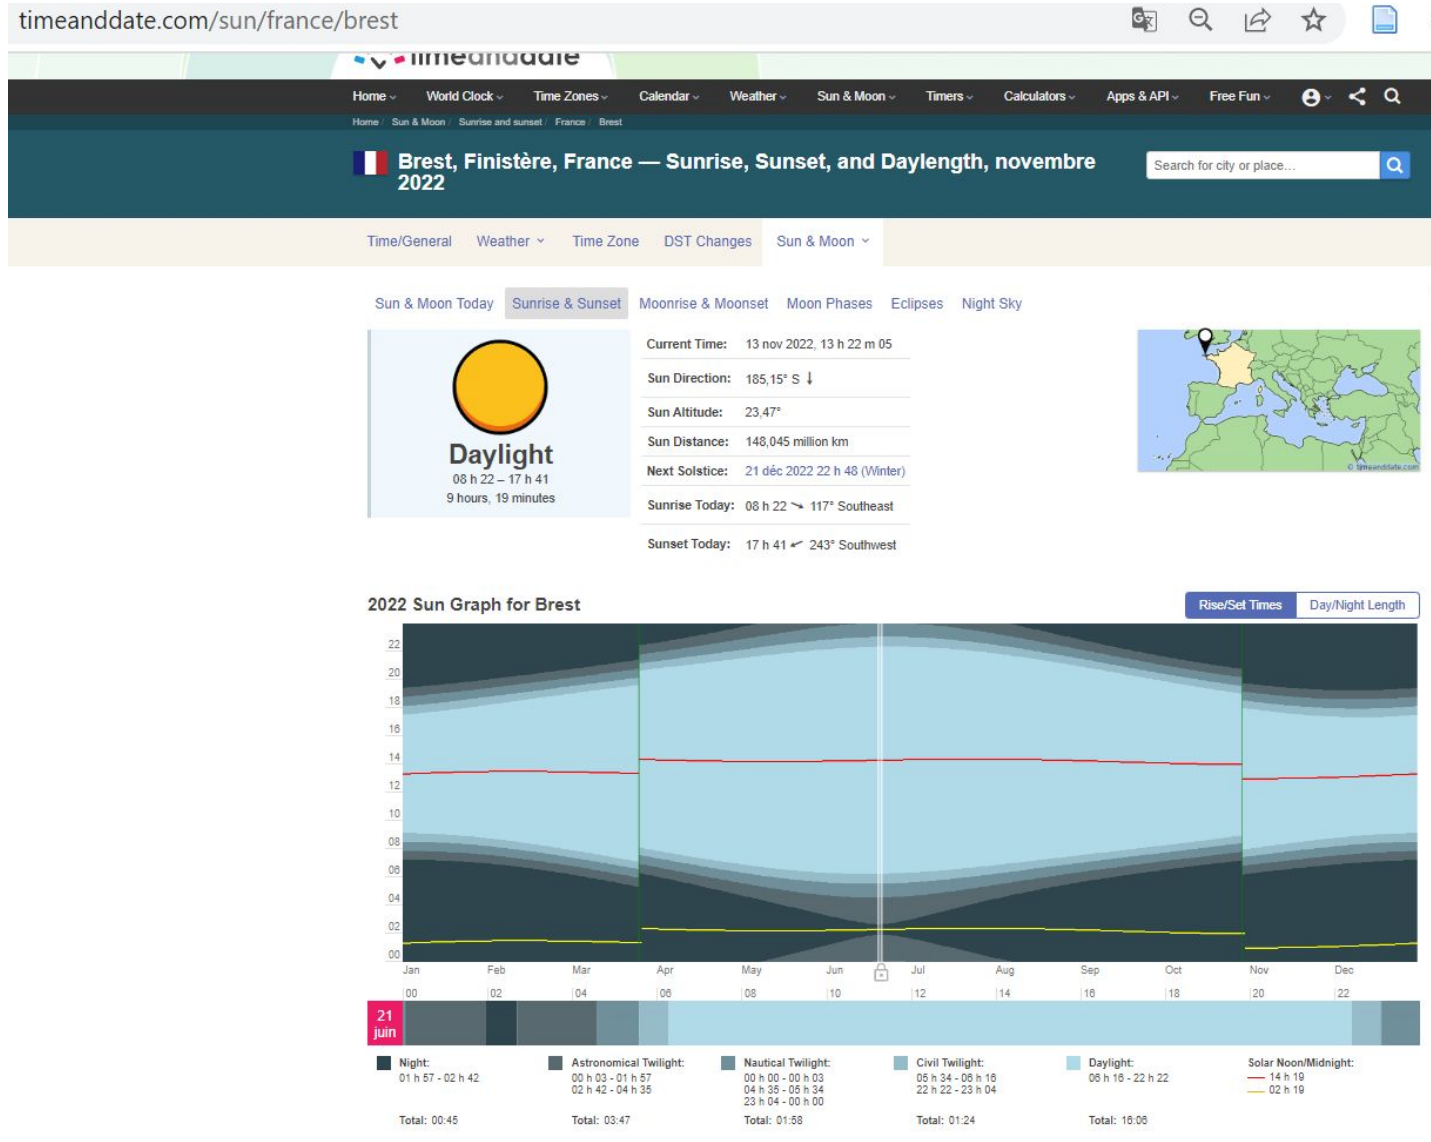 timeanddate.com/sun/france/brest
timeanddate
Home World Clock Time Zones Calendar Weather Sun & Moon Timers Calculators Apps & API Free Fun
Home / Sun & Moon / Sunrise and sunset / France / Brest
Brest, Finistère, France — Sunrise, Sunset, and Daylength, novembre
2022
Search for city or place...
Time/General Weather Time Zone DST Changes Sun & Moon
Sun & Moon Today Sunrise & Sunset Moonrise & Moonset Moon Phases Eclipses Night Sky
Daylight
08 h 22 – 17 h 41
9 hours, 19 minutes
Current Time: 13 nov 2022, 13 h 22 m 05
Sun Direction: 185,15° S ↓
Sun Altitude: 23,47°
Sun Distance: 148,045 million km
Next Solstice: 21 déc 2022 22 h 48 (Winter)
Sunrise Today: 08 h 22 ↘ 117° Southeast
Sunset Today: 17 h 41 ↙ 243° Southwest
© timeanddate.com
2022 Sun Graph for Brest
Rise/Set Times Day/Night Length
22
20
18
16
14
12
10
08
06
04
02
00
Jan Feb Mar Apr May Jun Jul Aug Sep Oct Nov Dec
00 02 04 06 08 10 12 14 16 18 20 22
21
juin
Night:
01 h 57 - 02 h 42
Total: 00:45
Astronomical Twilight:
00 h 03 - 01 h 57
02 h 42 - 04 h 35
Total: 03:47
Nautical Twilight:
00 h 00 - 00 h 03
04 h 35 - 05 h 34
23 h 04 - 00 h 00
Total: 01:58
Civil Twilight:
05 h 34 - 06 h 16
22 h 22 - 23 h 04
Total: 01:24
Daylight:
06 h 16 - 22 h 22
Total: 16:06
Solar Noon/Midnight:
14 h 19
02 h 19